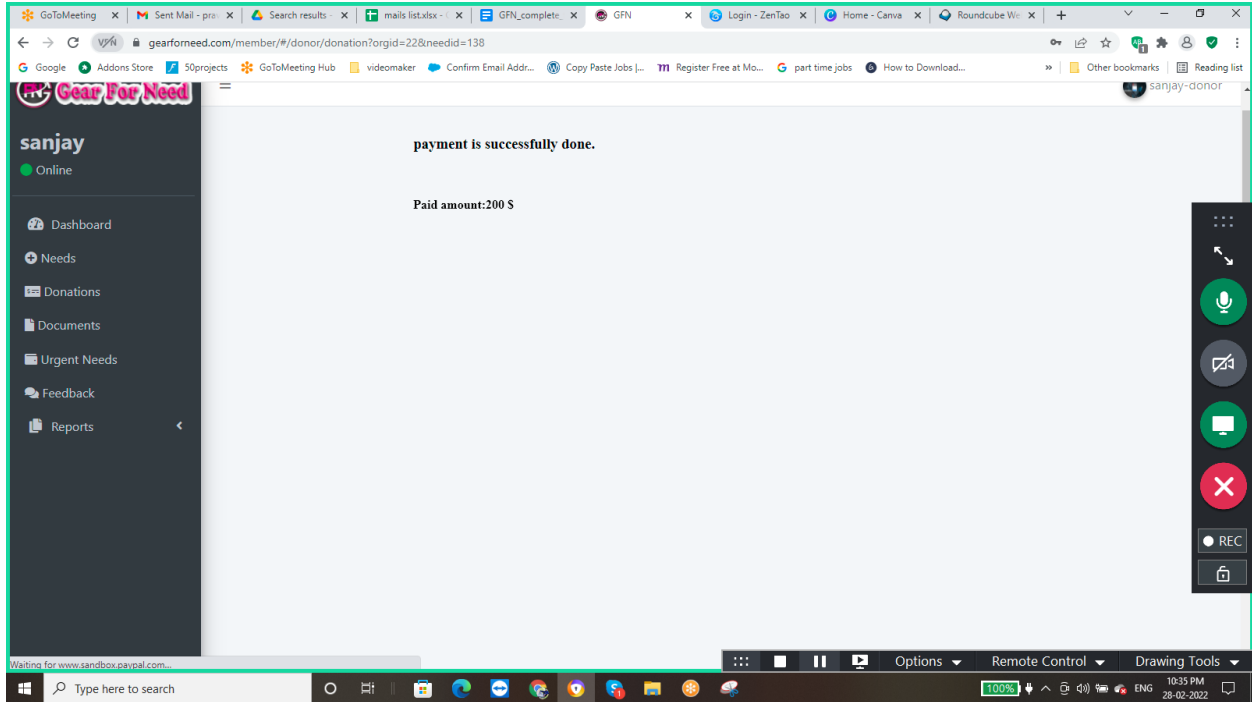 GoToMeeting
Sent Mail - pra
Search results -
mails list.xlsx - G
GFN_complete_
GFN
Login - ZenTao
Home - Canva
Roundcube We
VPN
gearforneed.com/member/#/donor/donation?orgid=22&needid=138
Google
Addons Store
50projects
GoToMeeting Hub
videomaker
Confirm Email Addr...
Copy Paste Jobs |...
Register Free at Mo...
part time jobs
How to Download...
»
Other bookmarks
Reading list
Gear For Need
sanjay-donor
sanjay
Online
payment is successfully done.
Paid amount:200 $
Dashboard
Needs
Donations
Documents
Urgent Needs
Feedback
Reports
REC
Waiting for www.sandbox.paypal.com...
Options
Remote Control
Drawing Tools
Type here to search
100%
ENG
10:35 PM
28-02-2022